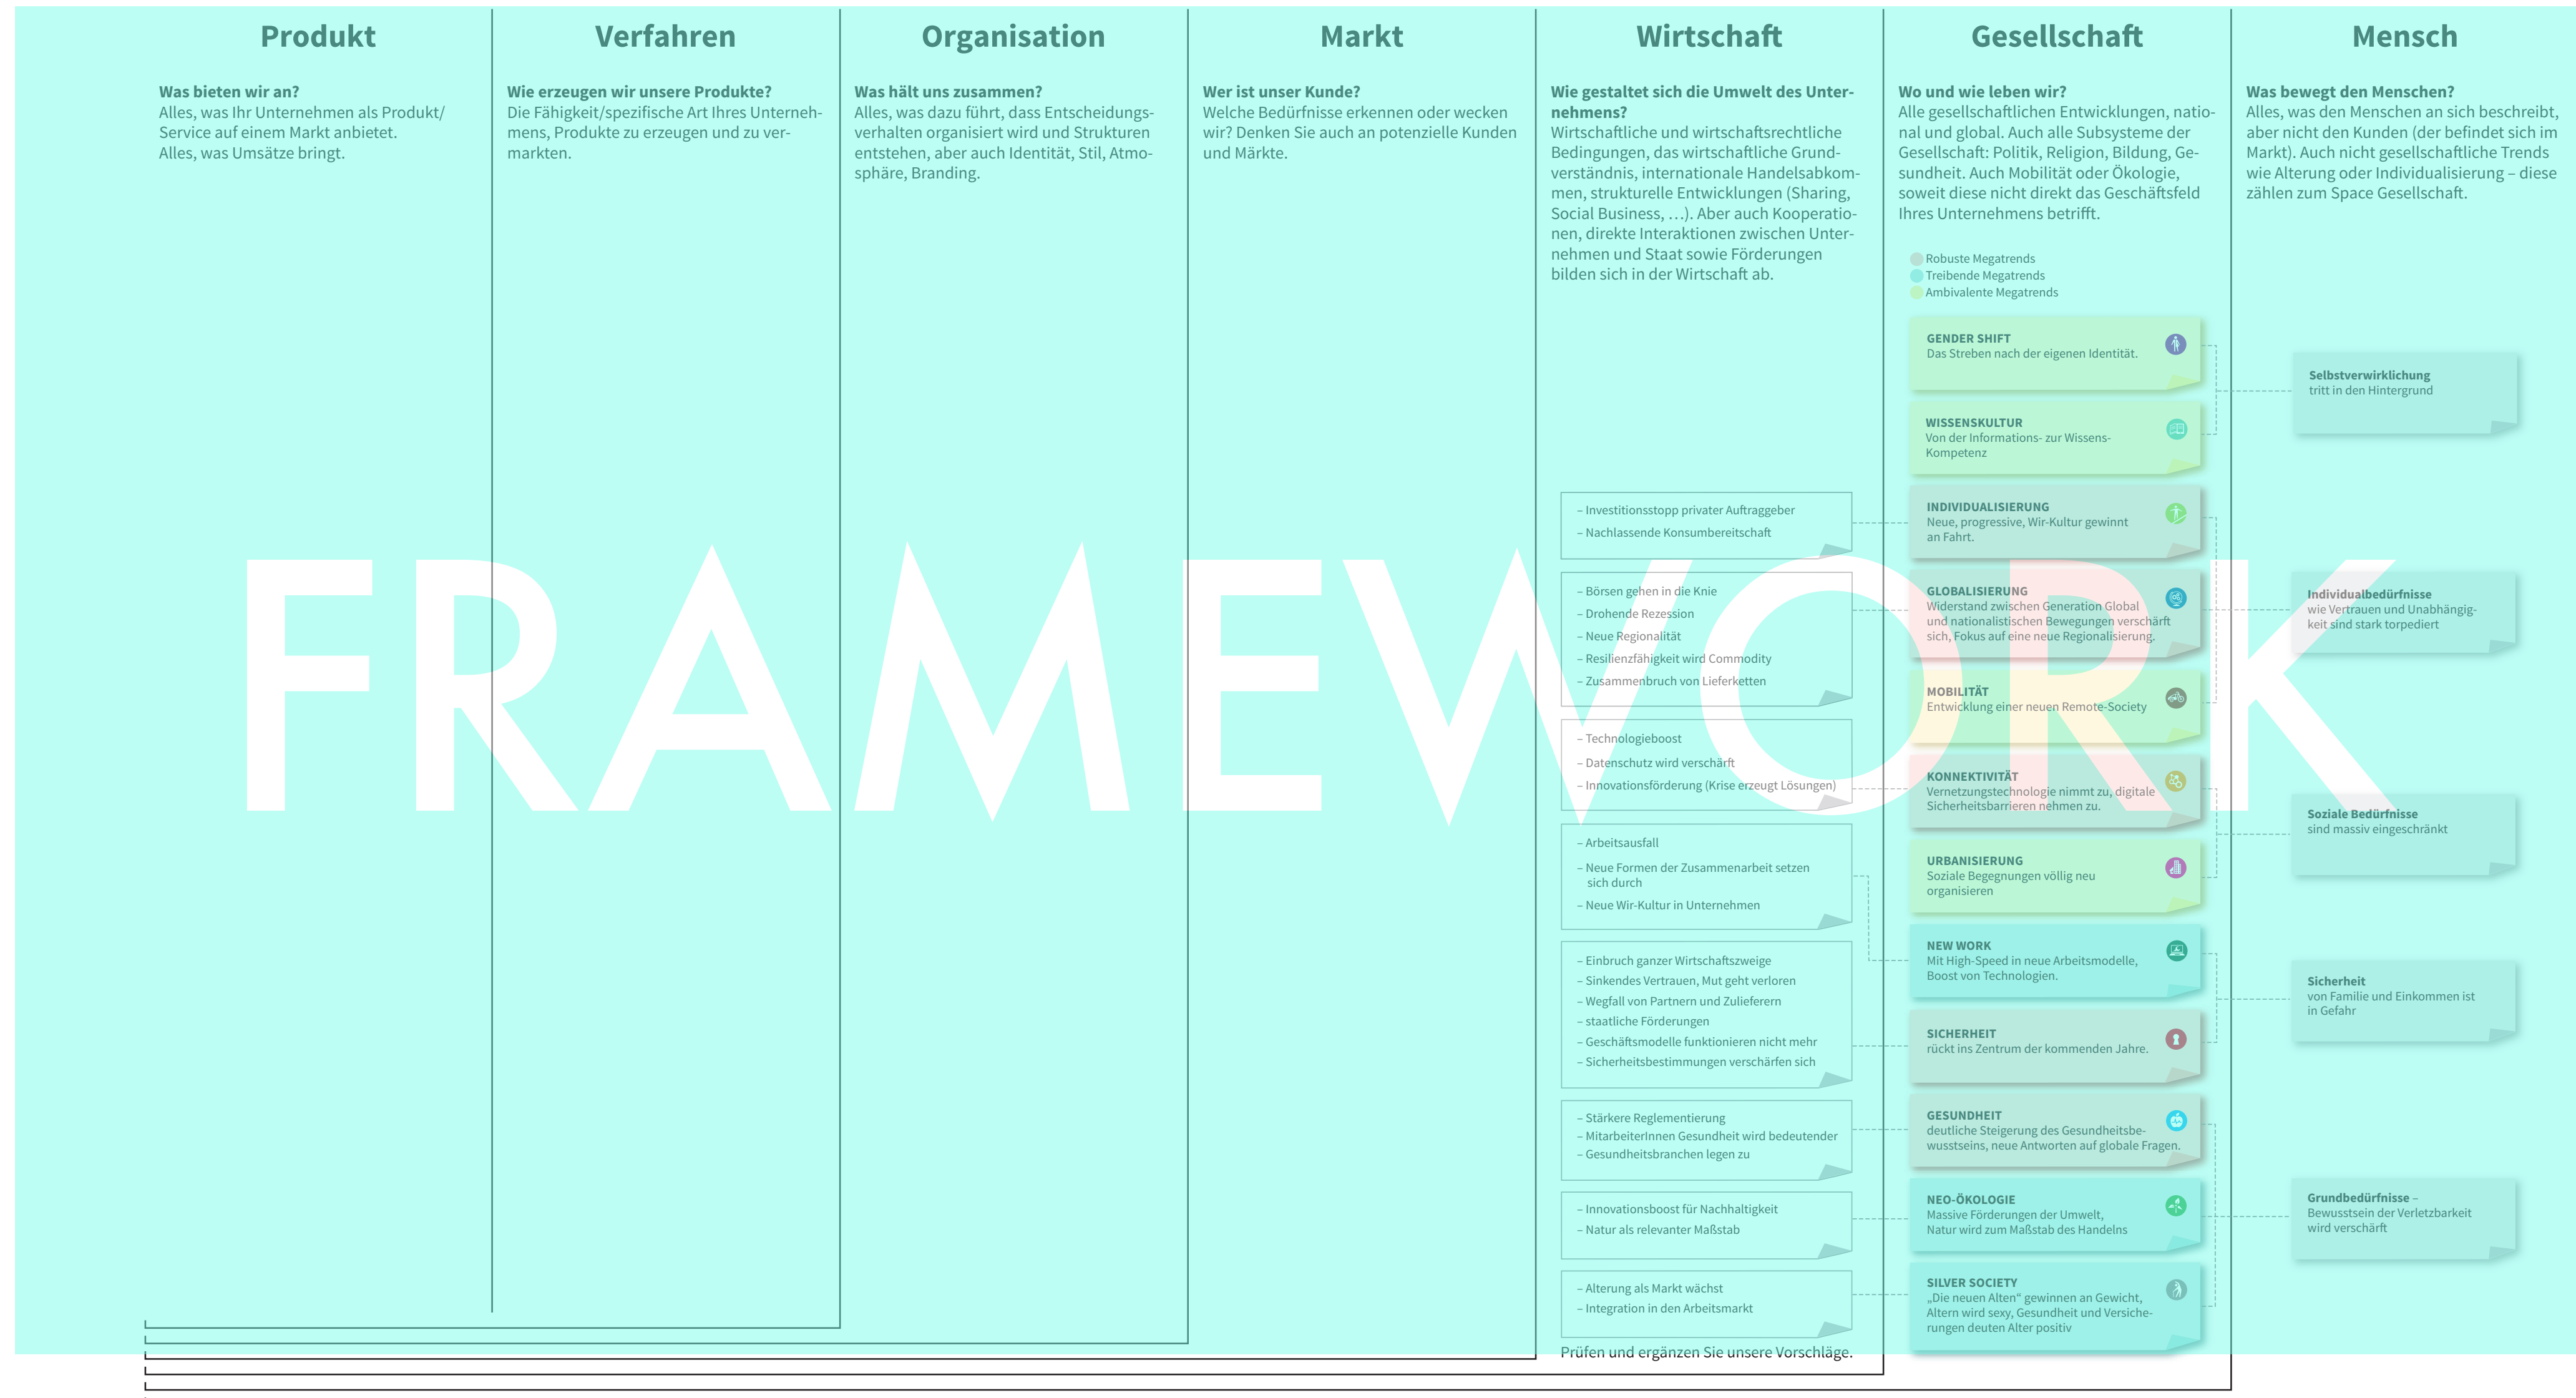 Produkt
Was bieten wir an?
Alles, was Ihr Unternehmen als Produkt/
Service auf einem Markt anbietet.
Alles, was Umsätze bringt.
Verfahren
Wie erzeugen wir unsere Produkte?
Die Fähigkeit/spezifische Art Ihres Unterneh-
mens, Produkte zu erzeugen und zu ver-
markten.
Organisation
Was hält uns zusammen?
Alles, was dazu führt, dass Entscheidungs-
verhalten organisiert wird und Strukturen
entstehen, aber auch Identität, Stil, Atmo-
sphäre, Branding.
Markt
Wer ist unser Kunde?
Welche Bedürfnisse erkennen oder wecken
wir? Denken Sie auch an potenzielle Kunden
und Märkte.
Wirtschaft
Wie gestaltet sich die Umwelt des Unter-
nehmens?
Wirtschaftliche und wirtschaftsrechtliche
Bedingungen, das wirtschaftliche Grund-
verständnis, internationale Handelsabkom-
men, strukturelle Entwicklungen (Sharing,
Social Business, …). Aber auch Kooperatio-
nen, direkte Interaktionen zwischen Unter-
nehmen und Staat sowie Förderungen
bilden sich in der Wirtschaft ab.
– Investitionsstopp privater Auftraggeber
– Nachlassende Konsumbereitschaft
– Börsen gehen in die Knie
– Drohende Rezession
– Neue Regionalität
– Resilienzfähigkeit wird Commodity
– Zusammenbruch von Lieferketten
– Technologieboost
– Datenschutz wird verschärft
– Innovationsförderung (Krise erzeugt Lösungen)
– Arbeitsausfall
– Neue Formen der Zusammenarbeit setzen
sich durch
– Neue Wir-Kultur in Unternehmen
– Einbruch ganzer Wirtschaftszweige
– Sinkendes Vertrauen, Mut geht verloren
– Wegfall von Partnern und Zulieferern
– staatliche Förderungen
– Geschäftsmodelle funktionieren nicht mehr
– Sicherheitsbestimmungen verschärfen sich
– Stärkere Reglementierung
– MitarbeiterInnen Gesundheit wird bedeutender
– Gesundheitsbranchen legen zu
– Innovationsboost für Nachhaltigkeit
– Natur als relevanter Maßstab
– Alterung als Markt wächst
– Integration in den Arbeitsmarkt
Prüfen und ergänzen Sie unsere Vorschläge.
Gesellschaft
Wo und wie leben wir?
Alle gesellschaftlichen Entwicklungen, natio-
nal und global. Auch alle Subsysteme der
Gesellschaft: Politik, Religion, Bildung, Ge-
sundheit. Auch Mobilität oder Ökologie,
soweit diese nicht direkt das Geschäftsfeld
Ihres Unternehmens betrifft.
Robuste Megatrends
Treibende Megatrends
Ambivalente Megatrends
GENDER SHIFT
Das Streben nach der eigenen Identität.
WISSENSKULTUR
Von der Informations- zur Wissens-
Kompetenz
INDIVIDUALISIERUNG
Neue, progressive, Wir-Kultur gewinnt
an Fahrt.
GLOBALISIERUNG
Widerstand zwischen Generation Global
und nationalistischen Bewegungen verschärft
sich, Fokus auf eine neue Regionalisierung.
MOBILITÄT
Entwicklung einer neuen Remote-Society
KONNEKTIVITÄT
Vernetzungstechnologie nimmt zu, digitale
Sicherheitsbarrieren nehmen zu.
URBANISIERUNG
Soziale Begegnungen völlig neu
organisieren
NEW WORK
Mit High-Speed in neue Arbeitsmodelle,
Boost von Technologien.
SICHERHEIT
rückt ins Zentrum der kommenden Jahre.
GESUNDHEIT
deutliche Steigerung des Gesundheitsbe-
wusstseins, neue Antworten auf globale Fragen.
NEO-ÖKOLOGIE
Massive Förderungen der Umwelt,
Natur wird zum Maßstab des Handelns
SILVER SOCIETY
„Die neuen Alten“ gewinnen an Gewicht,
Altern wird sexy, Gesundheit und Versiche-
rungen deuten Alter positiv
Mensch
Was bewegt den Menschen?
Alles, was den Menschen an sich beschreibt,
aber nicht den Kunden (der befindet sich im
Markt). Auch nicht gesellschaftliche Trends
wie Alterung oder Individualisierung – diese
zählen zum Space Gesellschaft.
Selbstverwirklichung
tritt in den Hintergrund
Individualbedürfnisse
wie Vertrauen und Unabhängig-
keit sind stark torpediert
Soziale Bedürfnisse
sind massiv eingeschränkt
Sicherheit
von Familie und Einkommen ist
in Gefahr
Grundbedürfnisse –
Bewusstsein der Verletzbarkeit
wird verschärft
FRAMEWORK